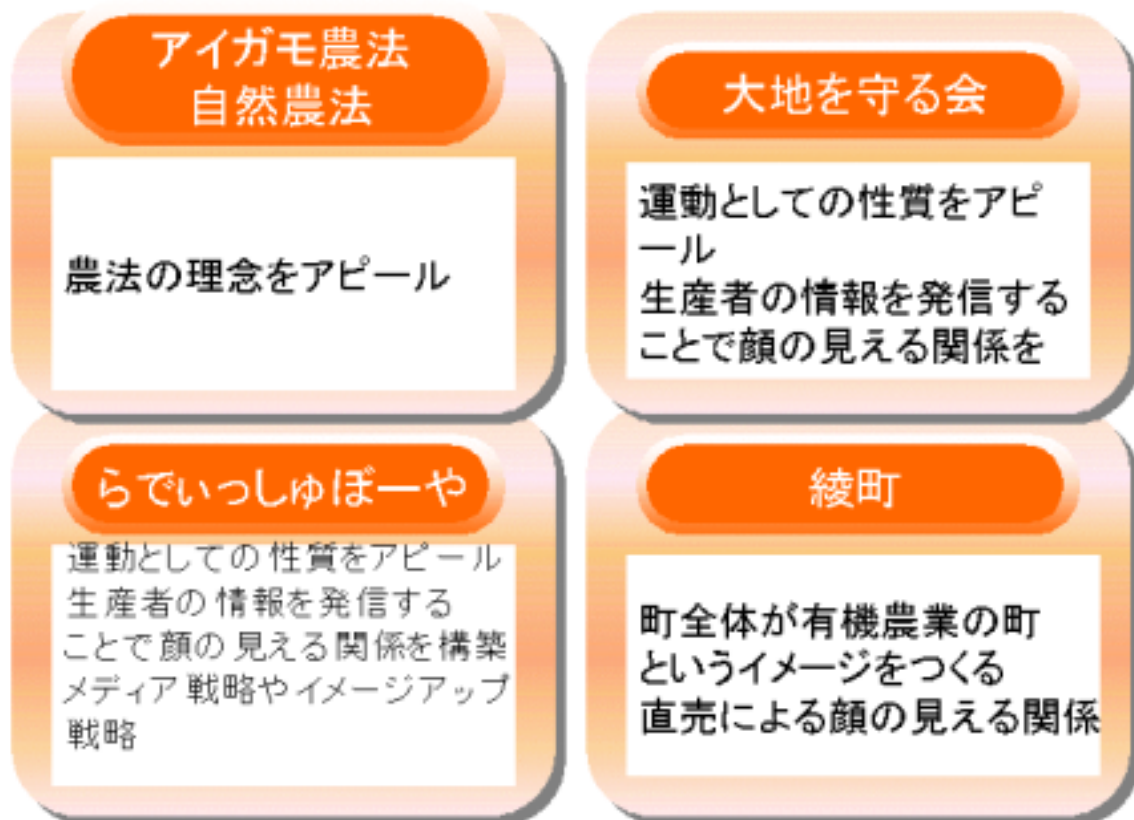 アイガモ農法
自然農法
農法の理念をアピール
大地を守る会
運動としての性質をアピ
ール
生産者の情報を発信する
ことで顔の見える関係を
らでぃっしゅぼーや
運動としての性質をアピール
生産者の情報を発信する
ことで顔の見える関係を構築
メディア戦略やイメージアップ
戦略
綾町
町全体が有機農業の町
というイメージをつくる
直売による顔の見える関係